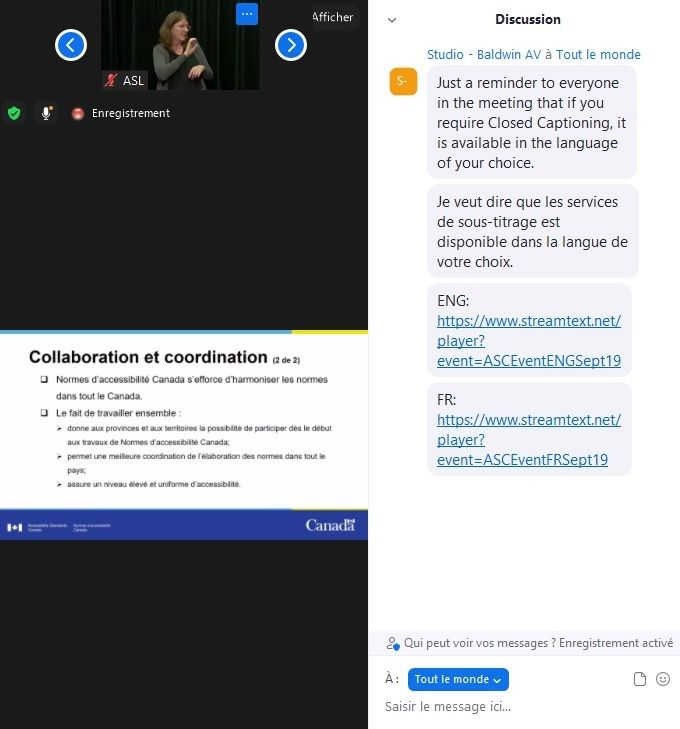 Afficher
ASL
Enregistrement
Collaboration et coordination (2 de 2)
Normes d'accessibilité Canada s'efforce d'harmoniser les normes
dans tout le Canada.
Le fait de travailler ensemble :
donne aux provinces et aux territoires la possibilité de participer dès le début
aux travaux de Normes d'accessibilité Canada;
permet une meilleure coordination de l'élaboration des normes dans tout le
pays;
assure un niveau élevé et uniforme d'accessibilité.
Accessibility Standards
Canada
Normes d'accessibilité
Canada
Canada
Discussion
Studio - Baldwin AV à Tout le monde
S-
Just a reminder to everyone
in the meeting that if you
require Closed Captioning, it
is available in the language
of your choice.
Je veut dire que les services
de sous-titrage est
disponible dans la langue de
votre choix.
ENG:
https://www.streamtext.net/
player?
event=ASCEventENGSept19
FR:
https://www.streamtext.net/
player?
event=ASCEventFRSept19
Qui peut voir vos messages ? Enregistrement activé
À : Tout le monde
Saisir le message ici...